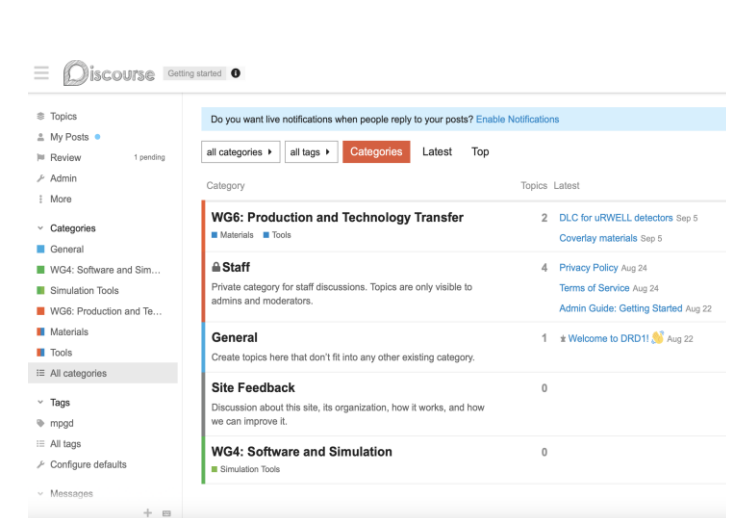 Discourse Getting started
Do you want live notifications when people reply to your posts? Enable Notifications
Topics
My Posts
Review 1 pending
Admin
More
Categories
General
WG4: Software and Sim...
Simulation Tools
WG6: Production and Te...
Materials
Tools
All categories
Tags
mpgd
All tags
Configure defaults
Messages
all categories all tags Categories Latest Top
Category Topics Latest
WG6: Production and Technology Transfer 2 DLC for uRWELL detectors Sep 5
Materials Tools Coverlay materials Sep 5
Staff 4 Privacy Policy Aug 24
Private category for staff discussions. Topics are only visible to Terms of Service Aug 24
admins and moderators. Admin Guide: Getting Started Aug 22
General 1 Welcome to DRD1! Aug 22
Create topics here that don't fit into any other existing category.
Site Feedback 0
Discussion about this site, its organization, how it works, and how
we can improve it.
WG4: Software and Simulation 0
Simulation Tools